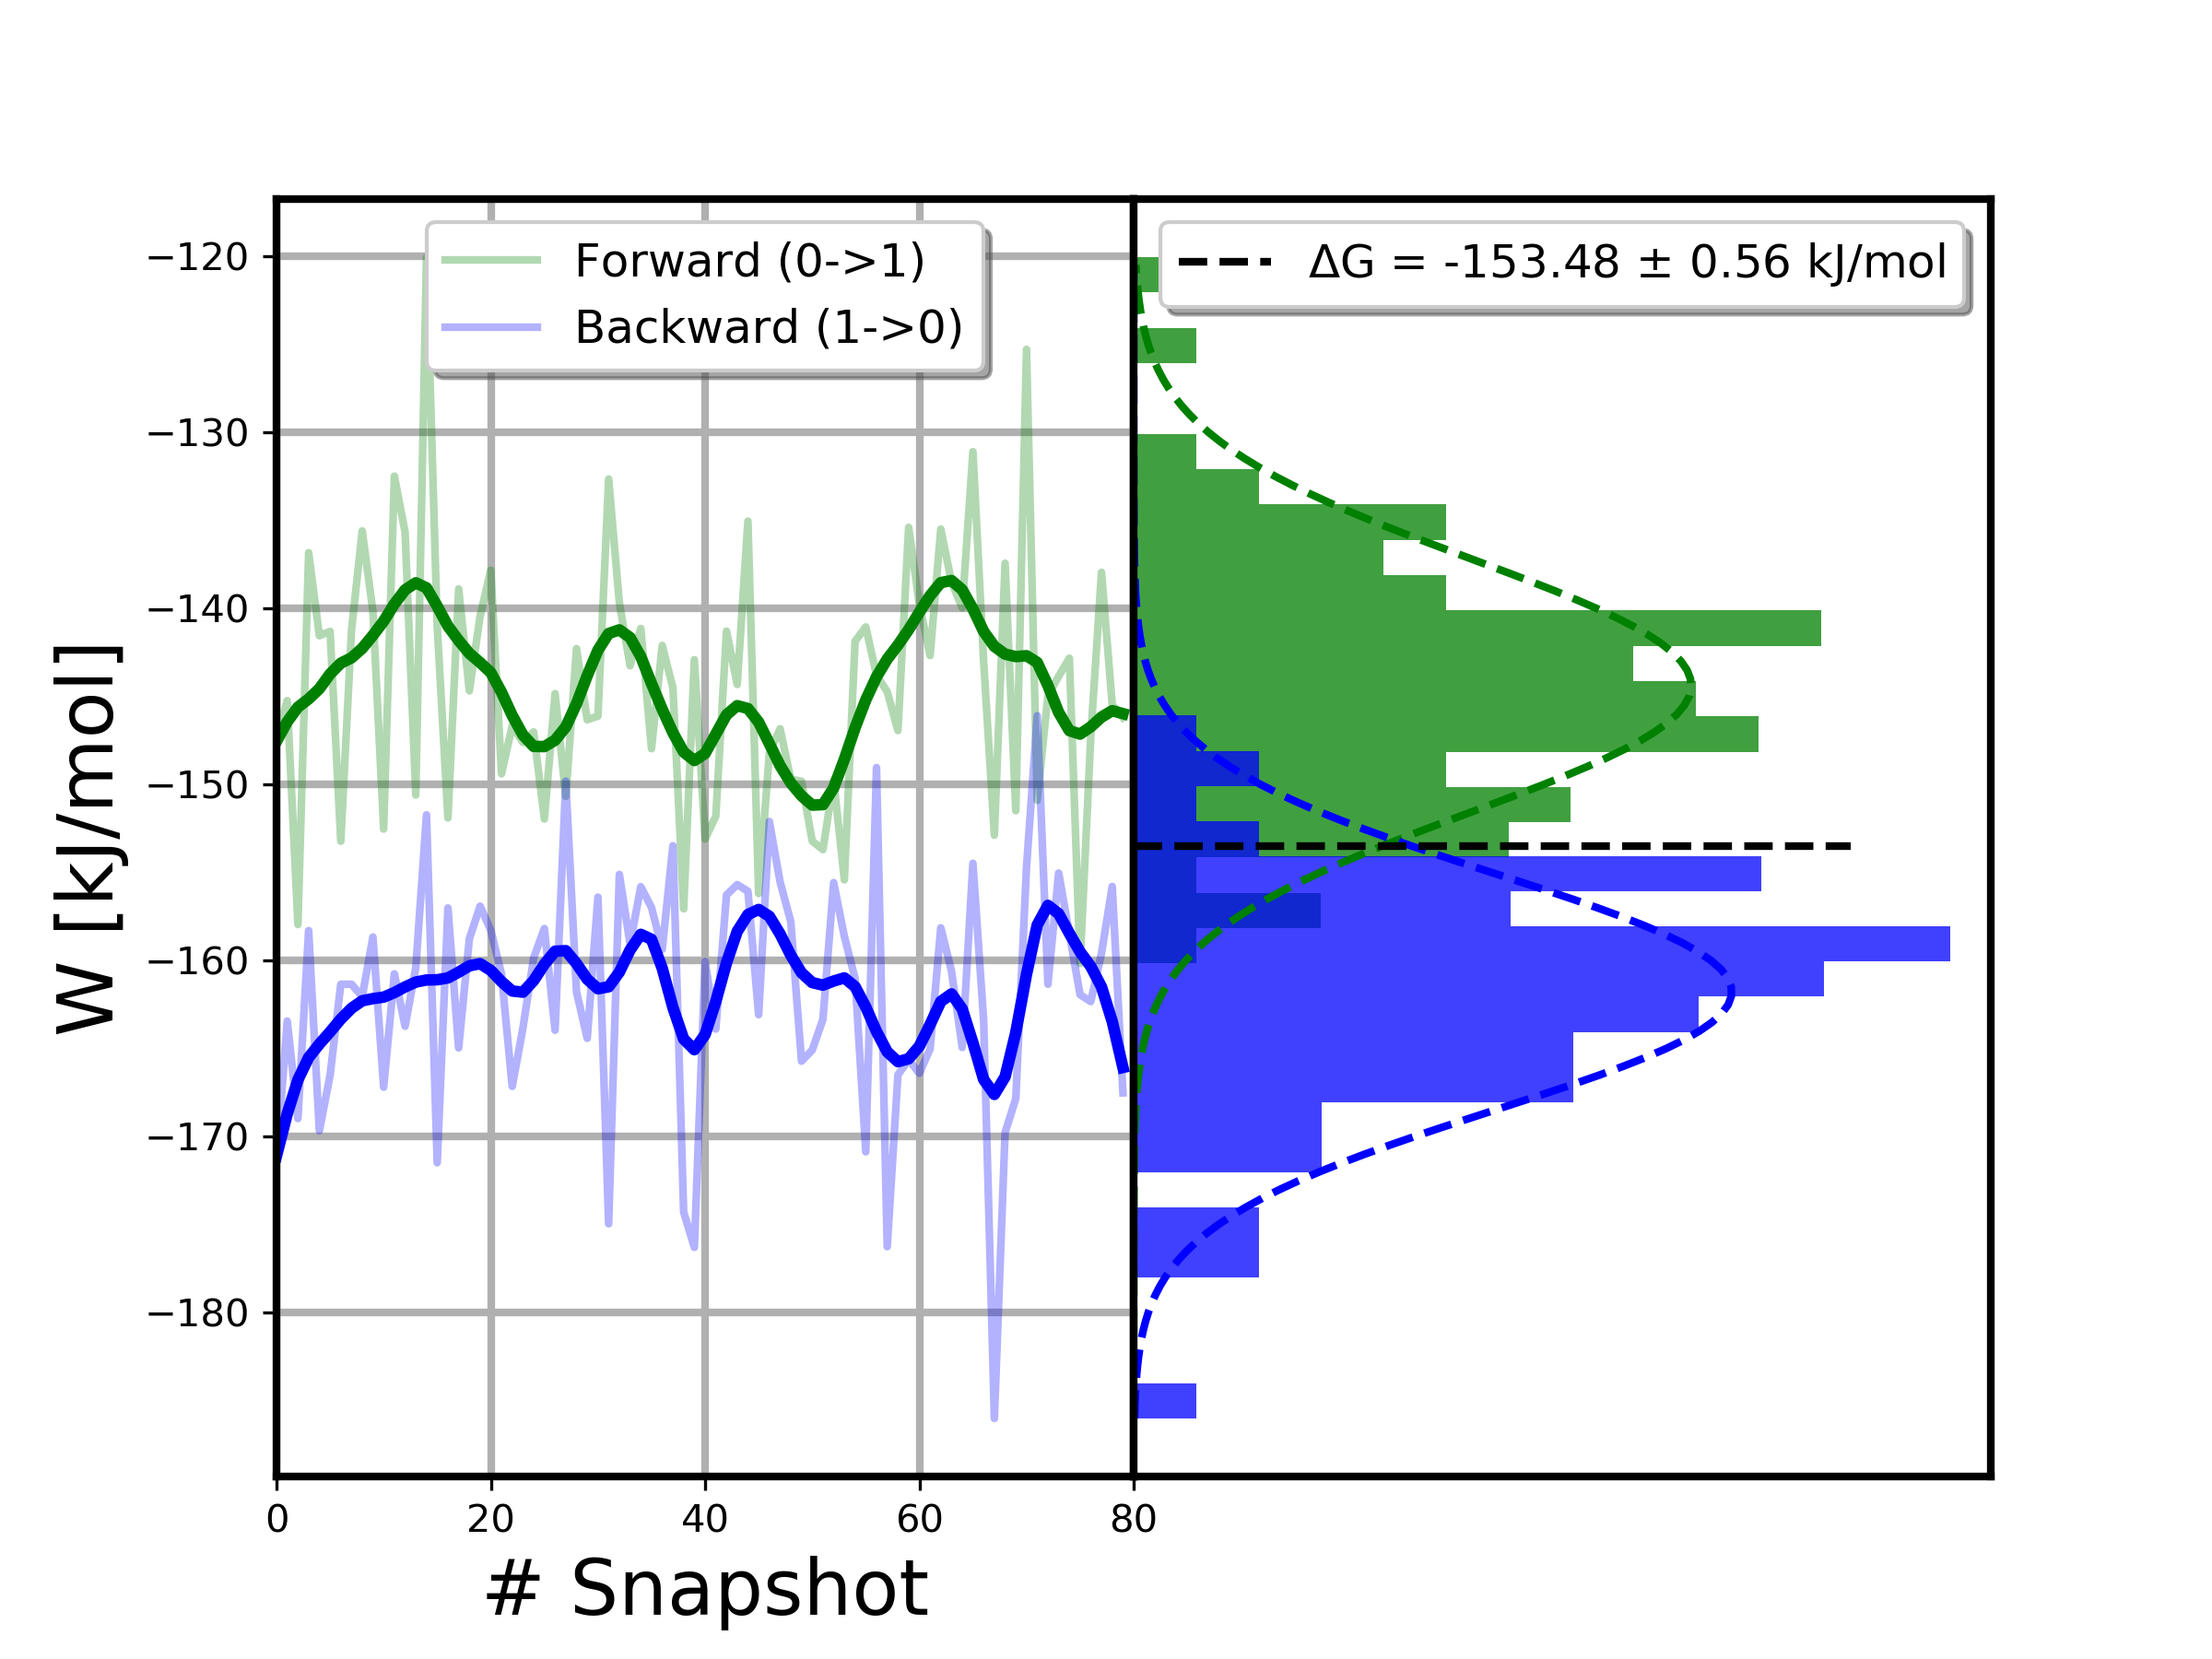 Forward (0->1)
Backward (1->0)
ΔG = -153.48 ± 0.56 kJ/mol
−120
−130
−140
−150
−160
−170
−180
W [kJ/mol]
0 20 40 60 80
# Snapshot